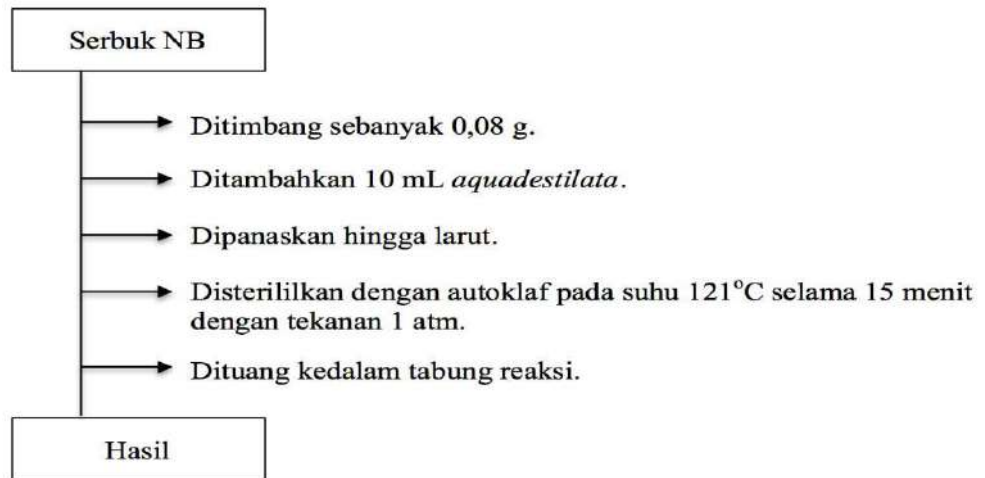 Serbuk NB
Ditimbang sebanyak 0,08 g.
Ditambahkan 10 mL aquadestilata.
Dipanaskan hingga larut.
Disterililkan dengan autoklaf pada suhu 121°C selama 15 menit
dengan tekanan 1 atm.
Dituang kedalam tabung reaksi.
Hasil